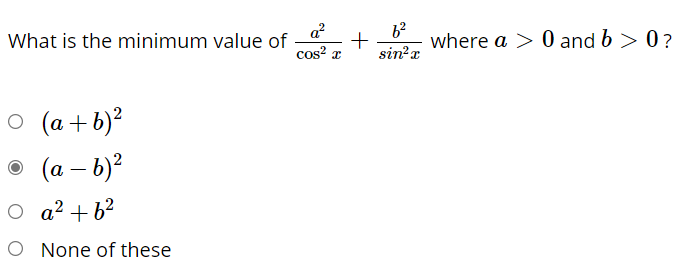 What is the minimum value of a²/cos² x + b²/sin²x where a > 0 and b > 0 ?
(a + b)²
(a − b)²
a² + b²
None of these